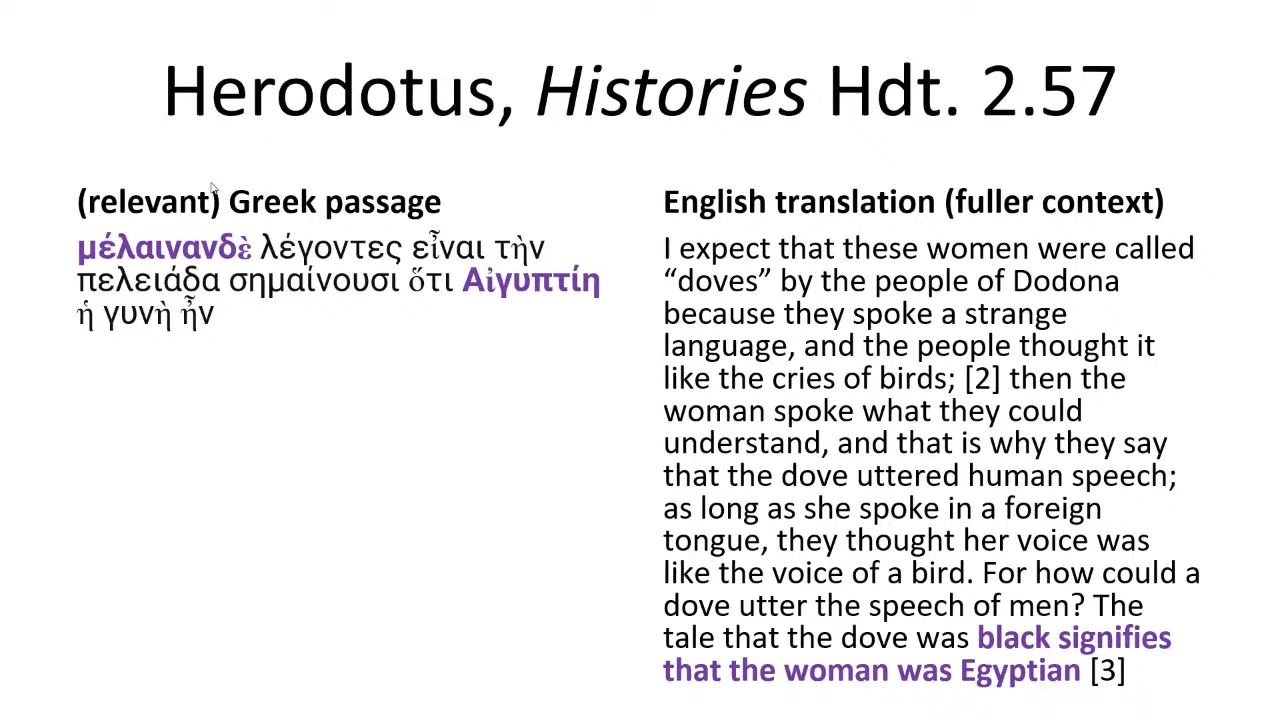 Herodotus, Histories Hdt. 2.57
(relevant) Greek passage
μέλαινανδὲ λέγοντες εἶναι τὴν
πελειάδα σημαίνουσι ὅτι Αἰγυπτίη
ἡ γυνὴ ἦν
English translation (fuller context)
I expect that these women were called
“doves” by the people of Dodona
because they spoke a strange
language, and the people thought it
like the cries of birds; [2] then the
woman spoke what they could
understand, and that is why they say
that the dove uttered human speech;
as long as she spoke in a foreign
tongue, they thought her voice was
like the voice of a bird. For how could a
dove utter the speech of men? The
tale that the dove was black signifies
that the woman was Egyptian [3]